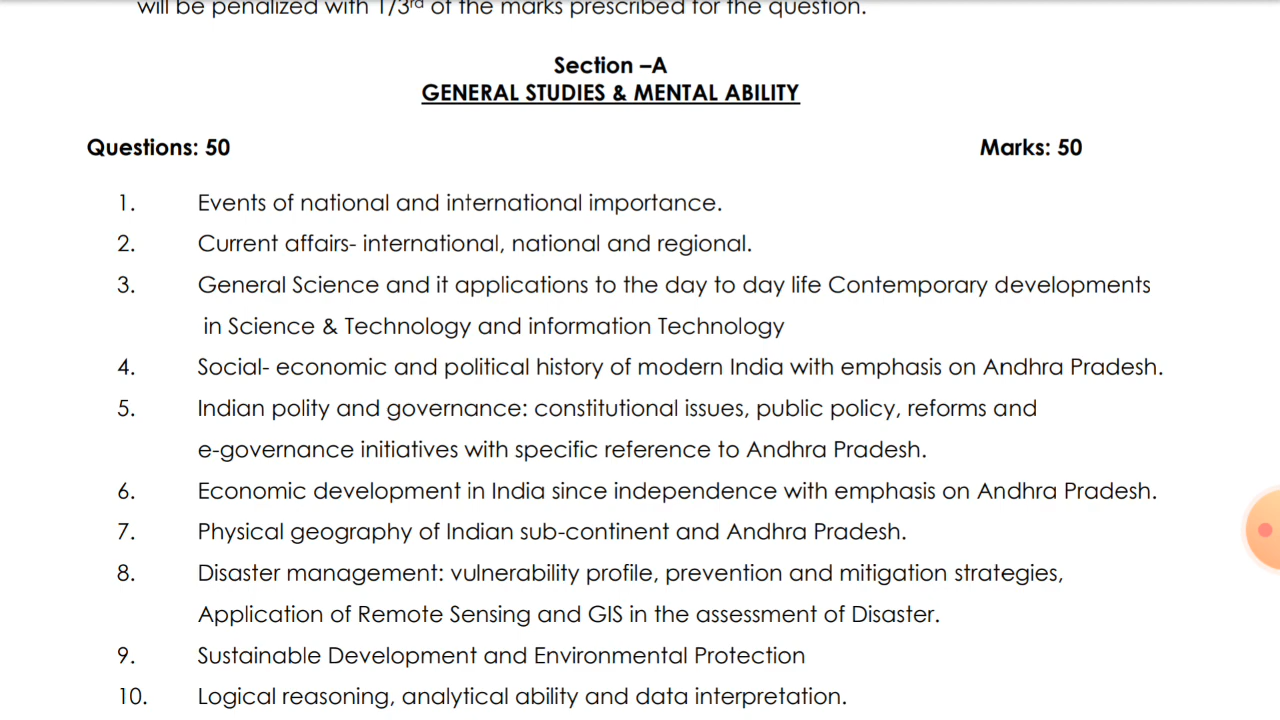 will be penalized with 1/3rd of the marks prescribed for the question.
Section –A
GENERAL STUDIES & MENTAL ABILITY
Questions: 50 Marks: 50
1. Events of national and international importance.
2. Current affairs- international, national and regional.
3. General Science and it applications to the day to day life Contemporary developments
in Science & Technology and information Technology
4. Social- economic and political history of modern India with emphasis on Andhra Pradesh.
5. Indian polity and governance: constitutional issues, public policy, reforms and
e-governance initiatives with specific reference to Andhra Pradesh.
6. Economic development in India since independence with emphasis on Andhra Pradesh.
7. Physical geography of Indian sub-continent and Andhra Pradesh.
8. Disaster management: vulnerability profile, prevention and mitigation strategies,
Application of Remote Sensing and GIS in the assessment of Disaster.
9. Sustainable Development and Environmental Protection
10. Logical reasoning, analytical ability and data interpretation.